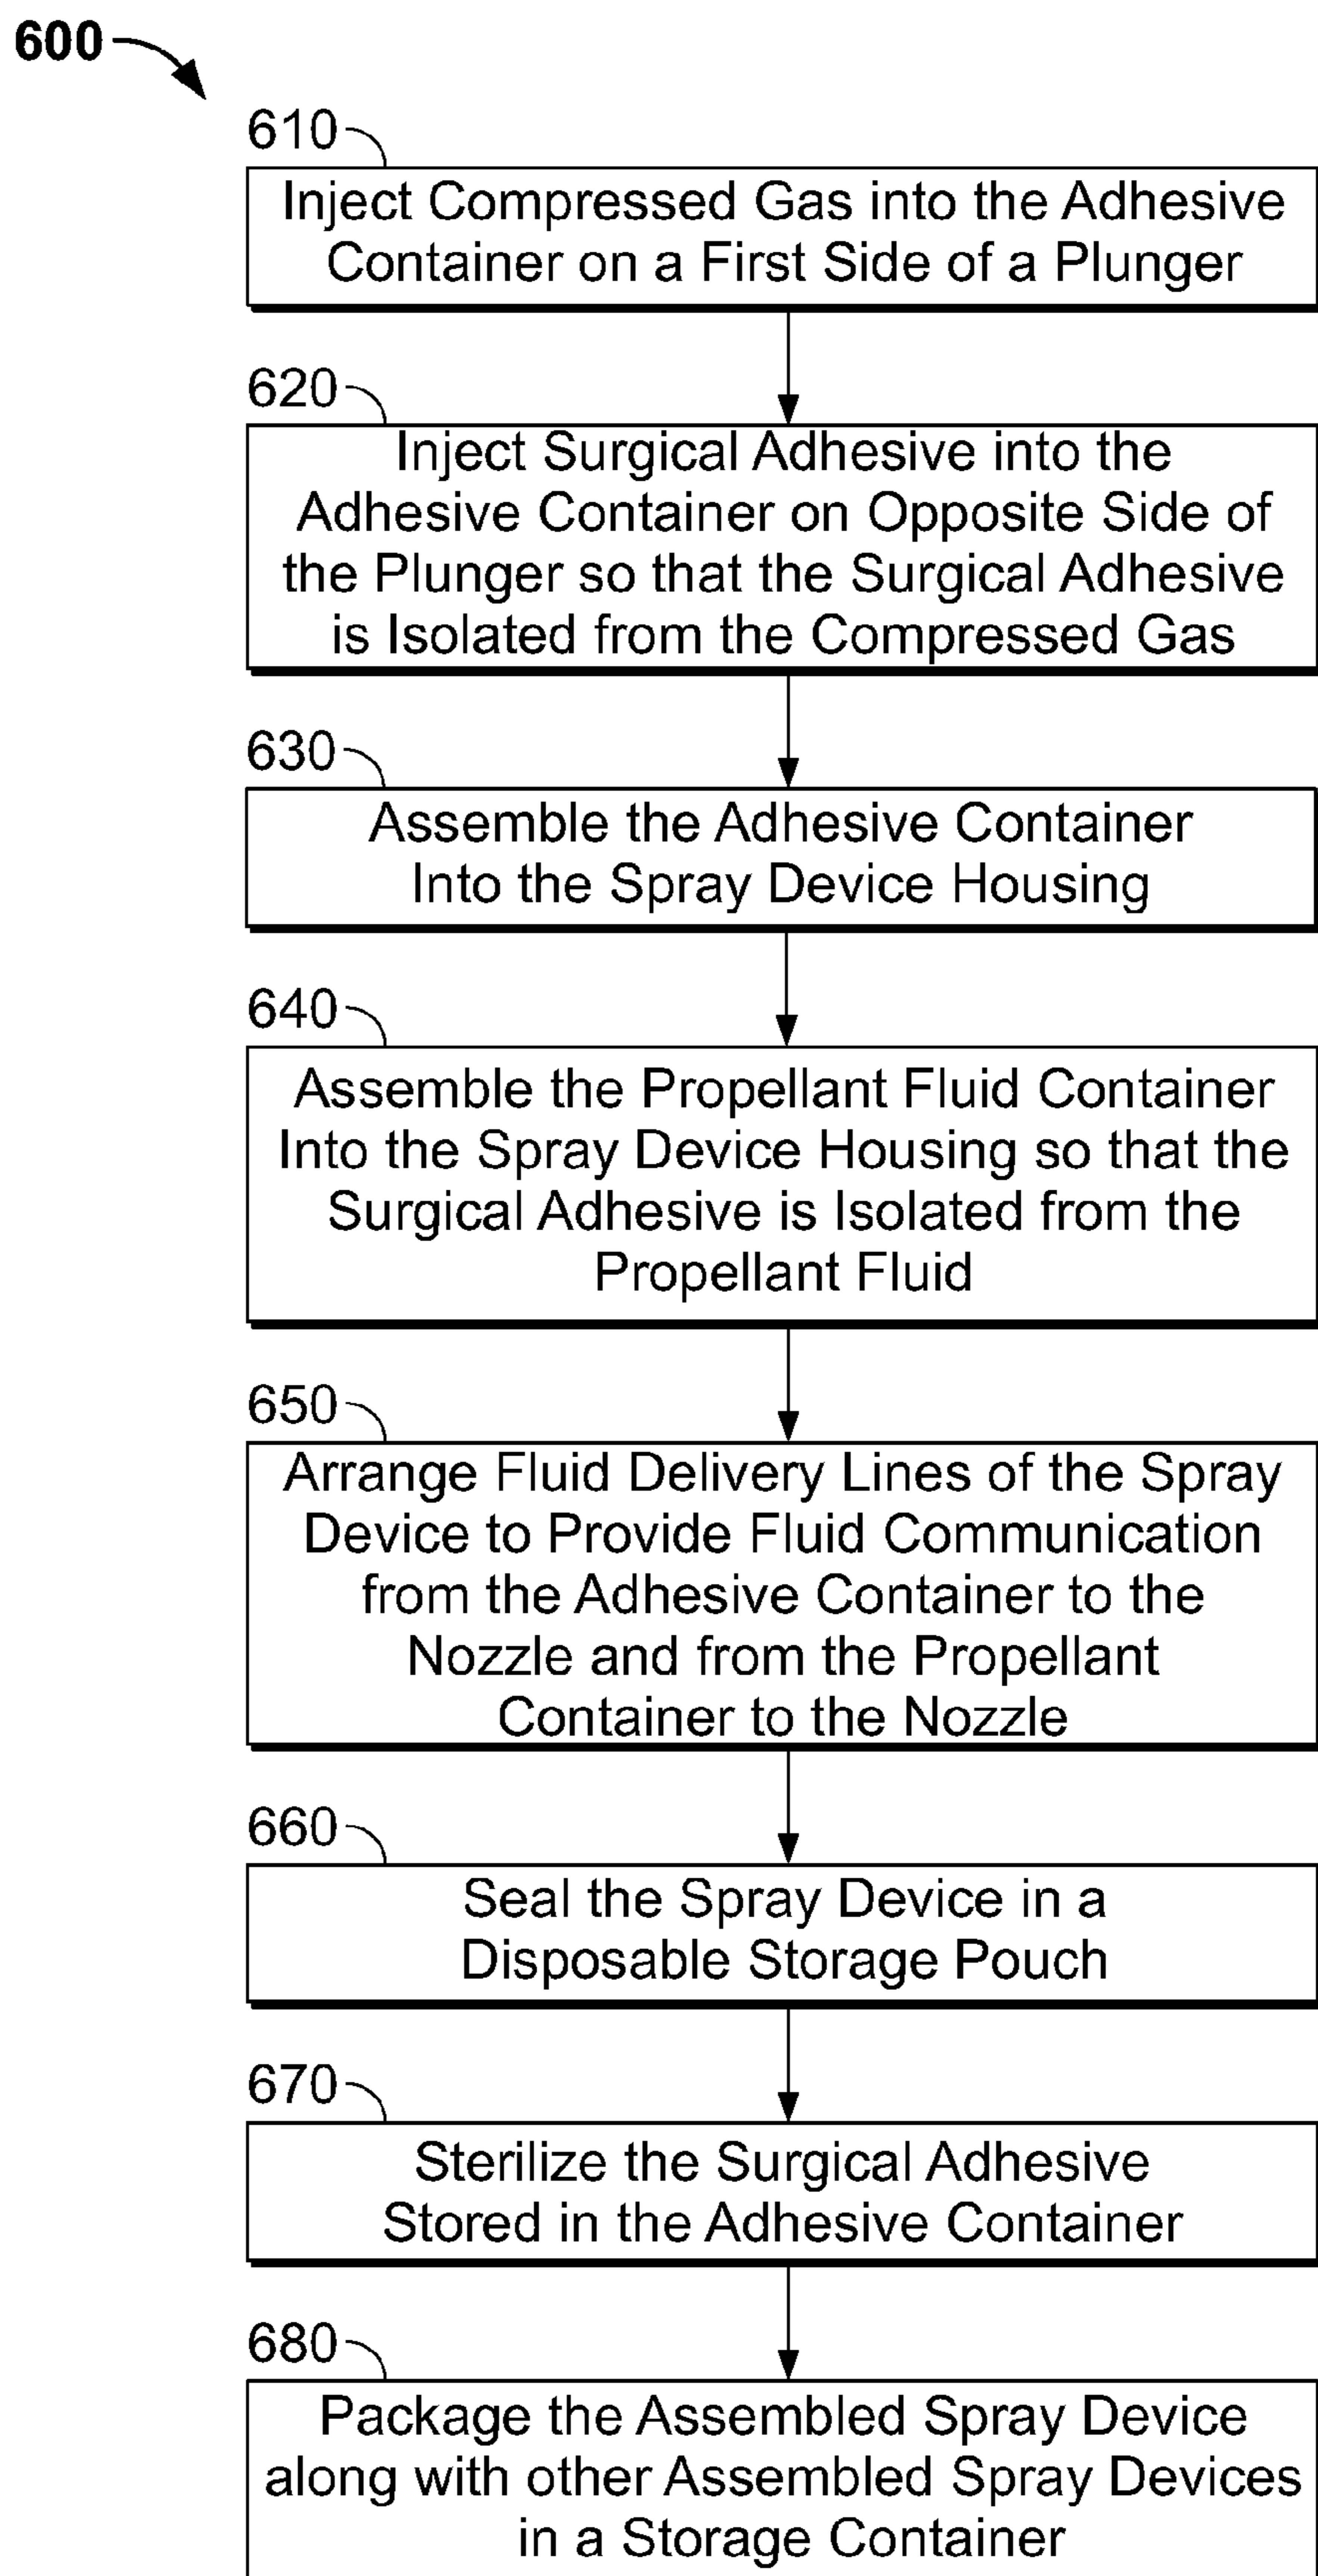 600
610
Inject Compressed Gas into the Adhesive
Container on a First Side of a Plunger
620
Inject Surgical Adhesive into the
Adhesive Container on Opposite Side of
the Plunger so that the Surgical Adhesive
is Isolated from the Compressed Gas
630
Assemble the Adhesive Container
Into the Spray Device Housing
640
Assemble the Propellant Fluid Container
Into the Spray Device Housing so that the
Surgical Adhesive is Isolated from the
Propellant Fluid
650
Arrange Fluid Delivery Lines of the Spray
Device to Provide Fluid Communication
from the Adhesive Container to the
Nozzle and from the Propellant
Container to the Nozzle
660
Seal the Spray Device in a
Disposable Storage Pouch
670
Sterilize the Surgical Adhesive
Stored in the Adhesive Container
680
Package the Assembled Spray Device
along with other Assembled Spray Devices
in a Storage Container